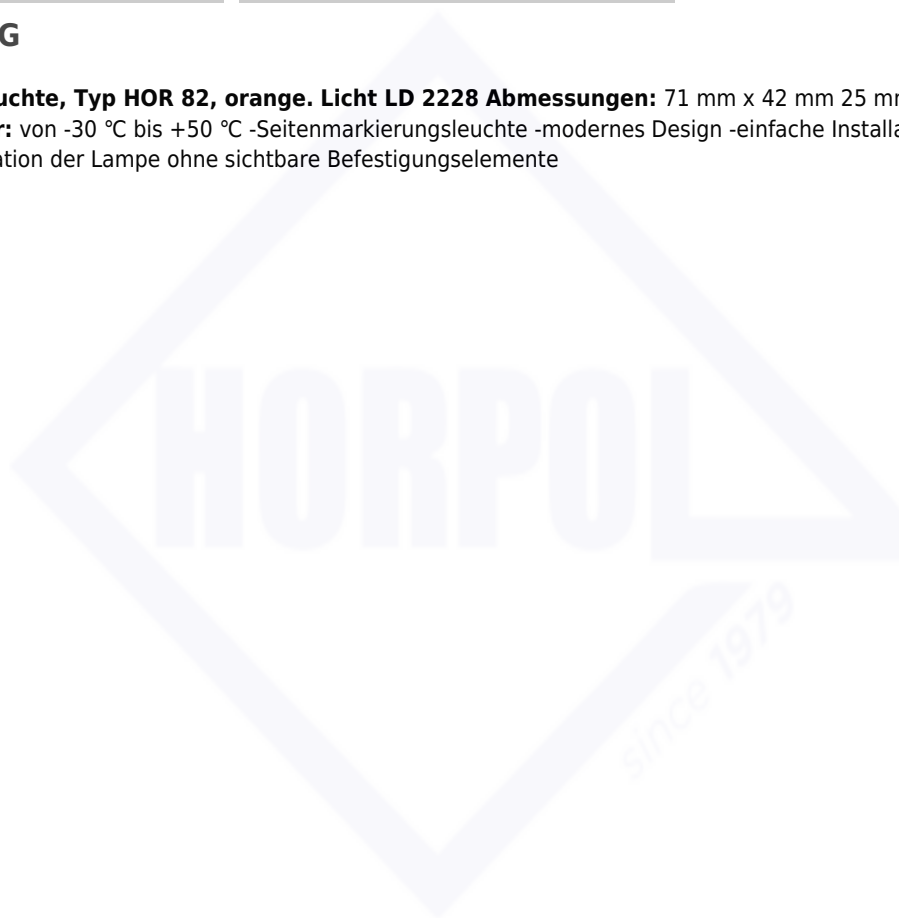 G
uchte, Typ HOR 82, orange. Licht LD 2228 Abmessungen: 71 mm x 42 mm 25 m
r: von -30 ℃ bis +50 ℃ -Seitenmarkierungsleuchte -modernes Design -einfache Installa
ation der Lampe ohne sichtbare Befestigungselemente
HORPOL
since 1979